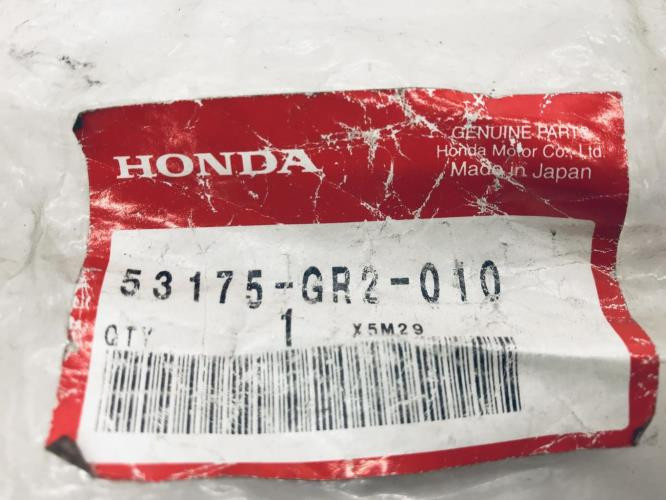 GENUINE PARTS
Honda Motor Co., Ltd.
Made in Japan
HONDA
53175-GR2-010
QTY 1 X5M29